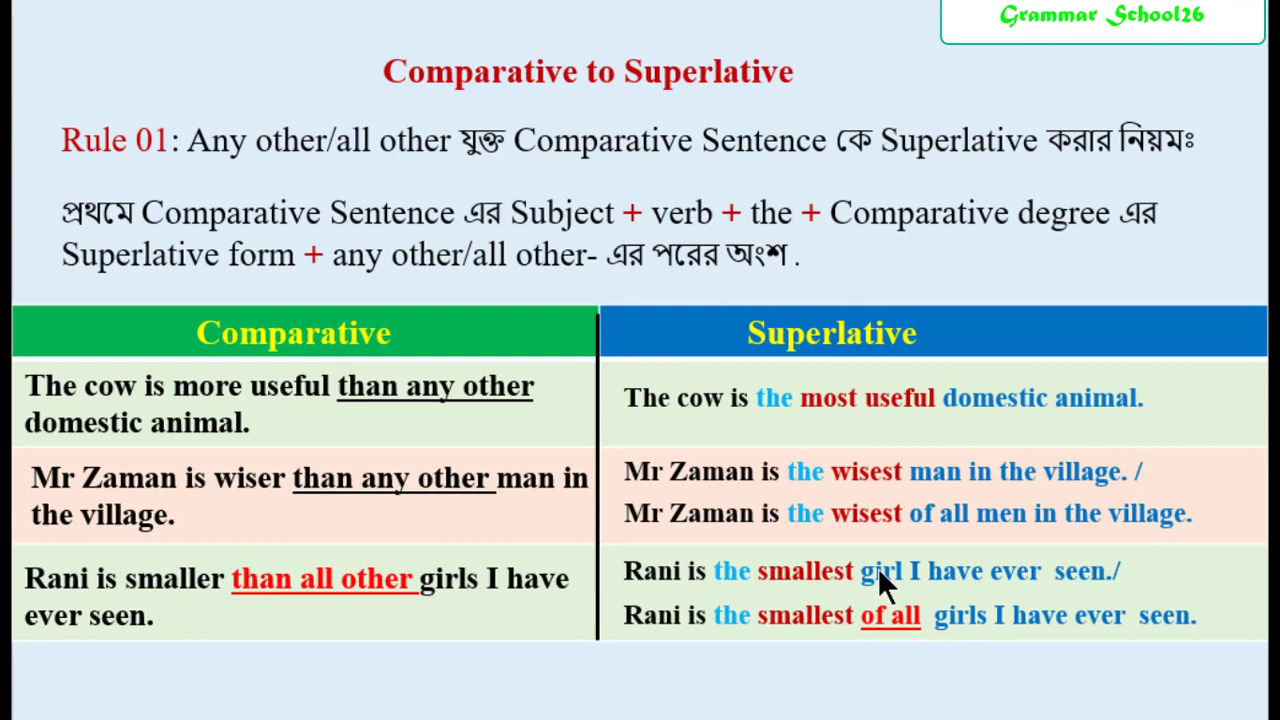 Grammar School26
Comparative to Superlative
Rule 01: Any other/all other যুক্ত Comparative Sentence কে Superlative করার নিয়মঃ
প্রথমে Comparative Sentence এর Subject + verb + the + Comparative degree এর
Superlative form + any other/all other- এর পরের অংশ .
Comparative
Superlative
The cow is more useful than any other
domestic animal.
The cow is the most useful domestic animal.
Mr Zaman is wiser than any other man in
the village.
Mr Zaman is the wisest man in the village. /
Mr Zaman is the wisest of all men in the village.
Rani is smaller than all other girls I have
ever seen.
Rani is the smallest girl I have ever seen./
Rani is the smallest of all girls I have ever seen.